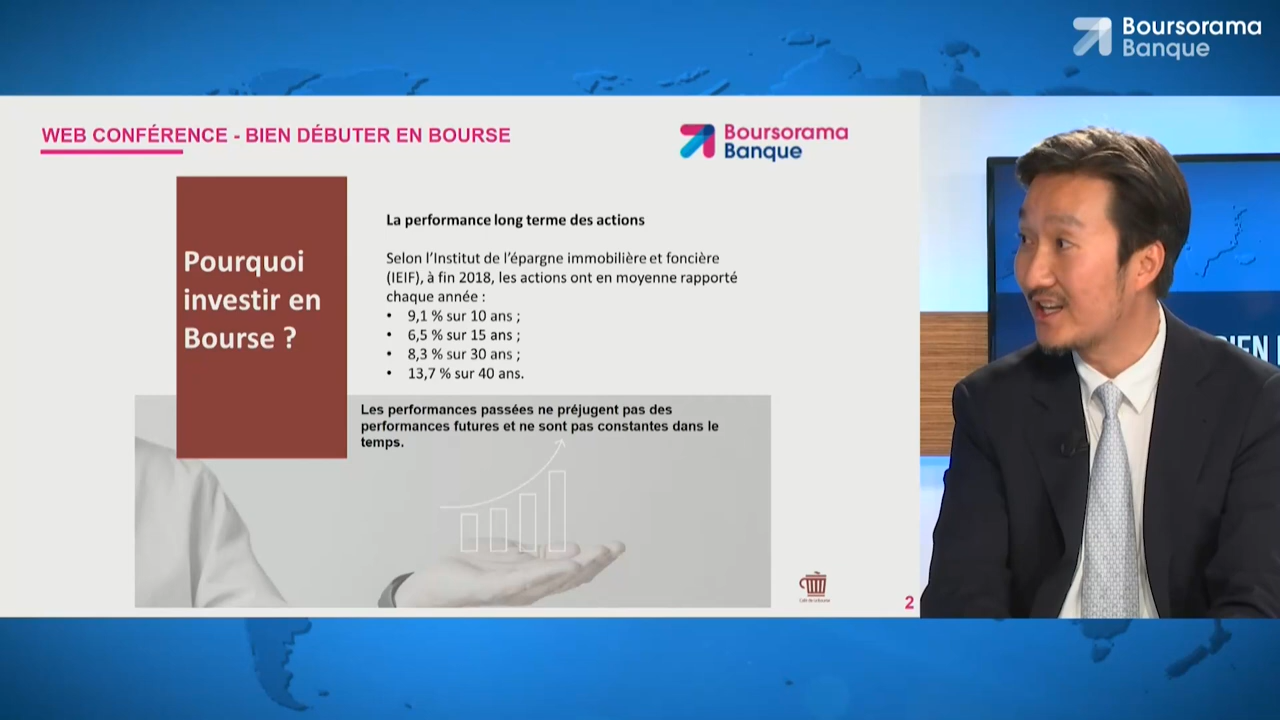 Boursorama
Banque
WEB CONFÉRENCE - BIEN DÉBUTER EN BOURSE
Boursorama
Banque
Pourquoi
investir en
Bourse ?
La performance long terme des actions
Selon l'Institut de l'épargne immobilière et foncière
(IEIF), à fin 2018, les actions ont en moyenne rapporté
chaque année :
• 9,1 % sur 10 ans ;
• 6,5 % sur 15 ans ;
• 8,3 % sur 30 ans ;
• 13,7 % sur 40 ans.
Les performances passées ne préjugent pas des
performances futures et ne sont pas constantes dans le
temps.
2